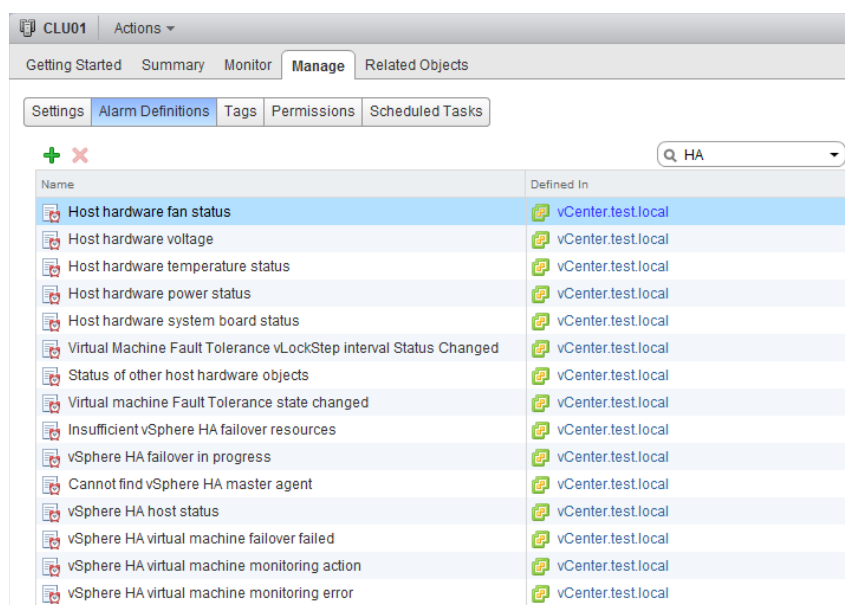 CLU01 Actions
Getting Started Summary Monitor Manage Related Objects
Settings Alarm Definitions Tags Permissions Scheduled Tasks
HA
Name Defined In
Host hardware fan status vCenter.test.local
Host hardware voltage vCenter.test.local
Host hardware temperature status vCenter.test.local
Host hardware power status vCenter.test.local
Host hardware system board status vCenter.test.local
Virtual Machine Fault Tolerance vLockStep interval Status Changed vCenter.test.local
Status of other host hardware objects vCenter.test.local
Virtual machine Fault Tolerance state changed vCenter.test.local
Insufficient vSphere HA failover resources vCenter.test.local
vSphere HA failover in progress vCenter.test.local
Cannot find vSphere HA master agent vCenter.test.local
vSphere HA host status vCenter.test.local
vSphere HA virtual machine failover failed vCenter.test.local
vSphere HA virtual machine monitoring action vCenter.test.local
vSphere HA virtual machine monitoring error vCenter.test.local